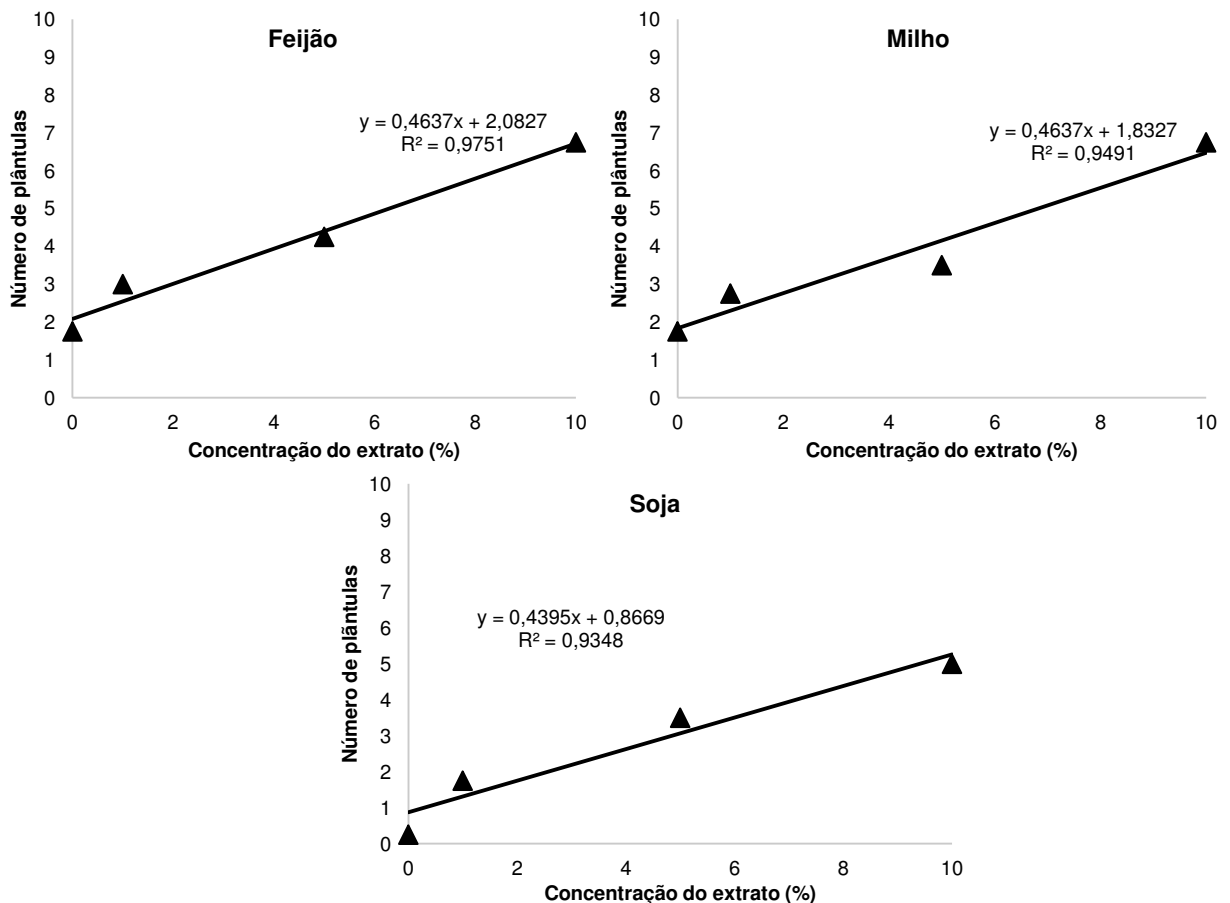 Feijão
10
9
8
7
6
5
4
3
2
1
0
Número de plântulas
y = 0,4637x + 2,0827
R² = 0,9751
0 2 4 6 8 10
Concentração do extrato (%)
Milho
10
9
8
7
6
5
4
3
2
1
0
Número de plântulas
y = 0,4637x + 1,8327
R² = 0,9491
0 2 4 6 8 10
Concentração do extrato (%)
Soja
10
9
8
7
6
5
4
3
2
1
0
Número de plântulas
y = 0,4395x + 0,8669
R² = 0,9348
0 2 4 6 8 10
Concentração do extrato (%)